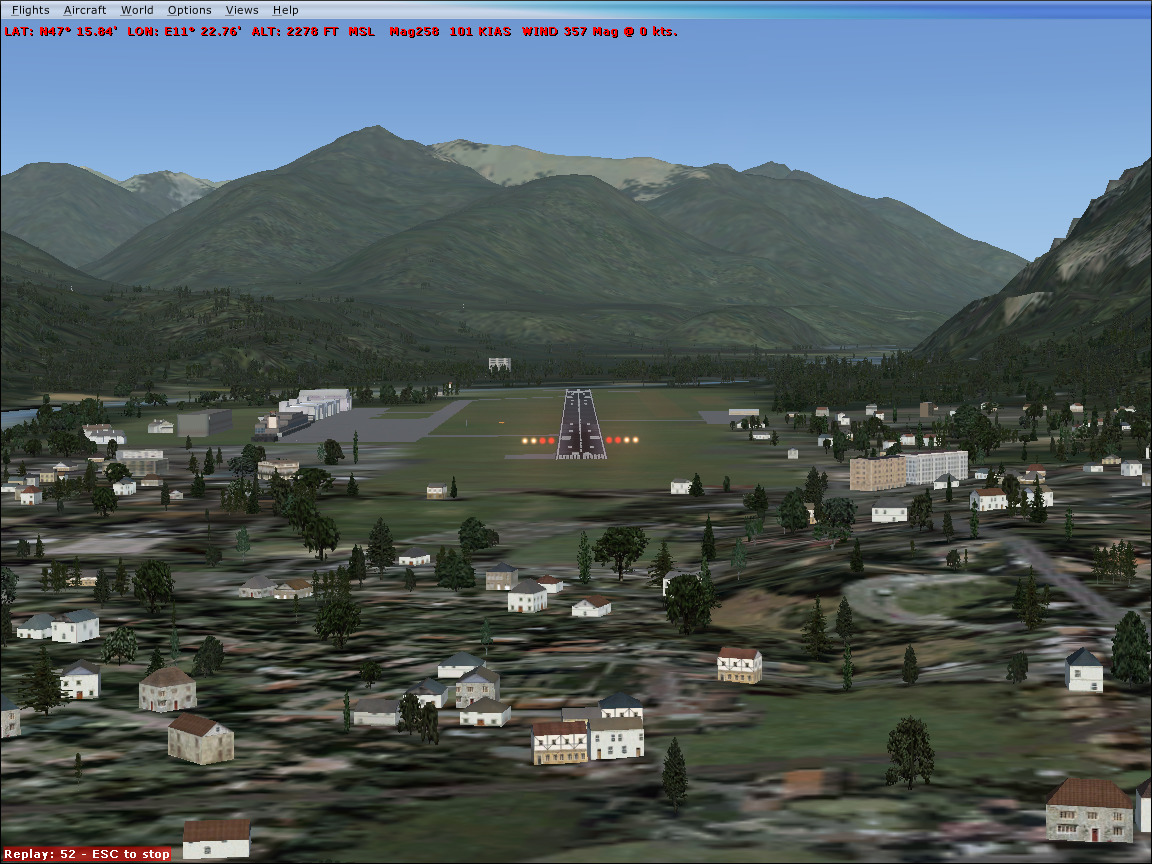 Flights Aircraft World Options Views Help
LAT: N47° 15.84' LON: E11° 22.76' ALT: 2278 FT MSL Mag258 101 KIAS WIND 357 Mag @ 0 kts.
Replay: 52 - ESC to stop